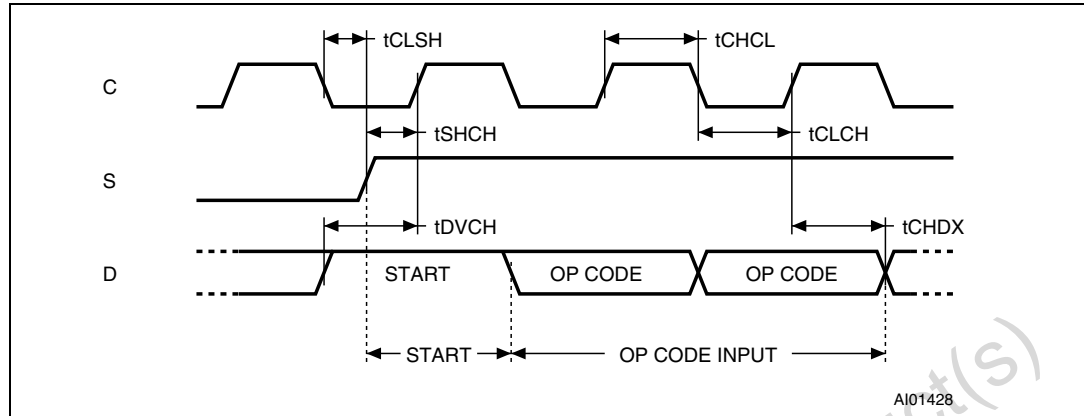 tCLSH tCHCL
C
tSHCH tCLCH
S
tDVCH tCHDX
D START OP CODE OP CODE
START OP CODE INPUT
AI01428